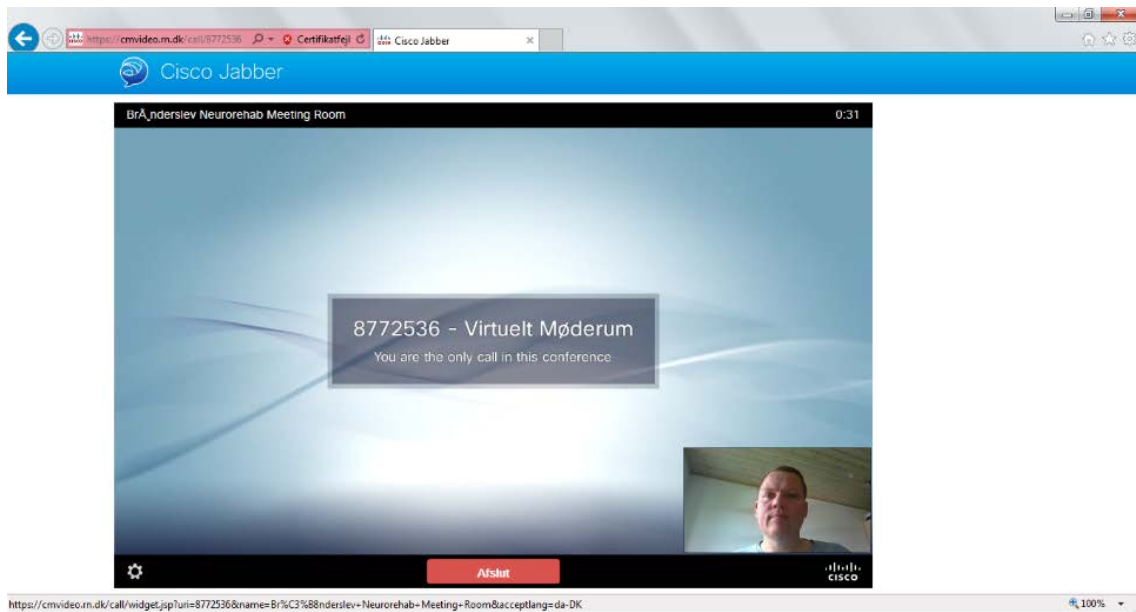 https://cmvideo.rn.dk/call/8772536
Certifikatfejl
Cisco Jabber
Cisco Jabber
BrÃ¸nderslev Neurorehab Meeting Room
0:31
8772536 - Virtuelt Møderum
You are the only call in this conference
Afslut
CISCO
https://cmvideo.rn.dk/call/widget.jsp?uri=8772536&name=Br%C3%B8nderslev+Neurorehab+Meeting+Room&acceptlang=da-DK
100%